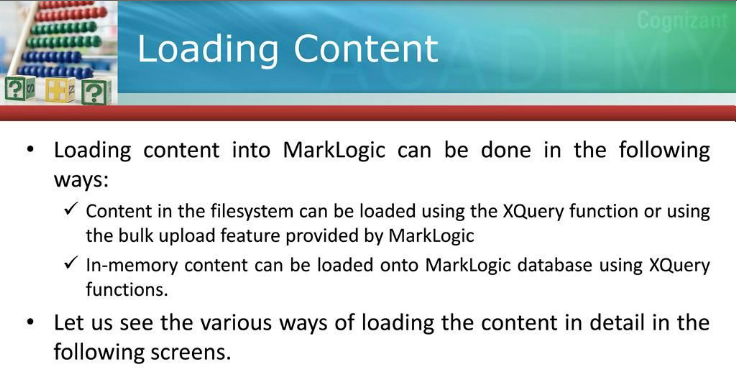 Cognizant
Loading Content
ACADEMY
• Loading content into MarkLogic can be done in the following
ways:
✓ Content in the filesystem can be loaded using the XQuery function or using
the bulk upload feature provided by MarkLogic
✓ In-memory content can be loaded onto MarkLogic database using XQuery
functions.
• Let us see the various ways of loading the content in detail in the
following screens.